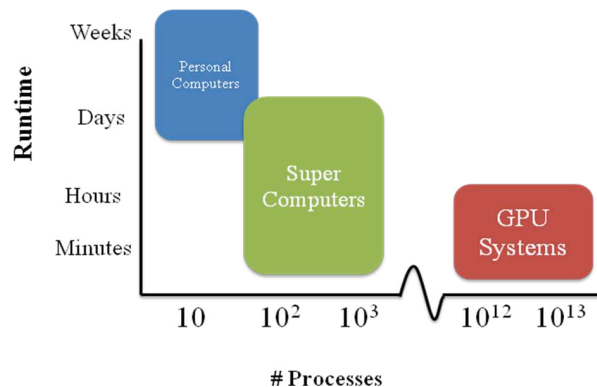 Weeks
Personal
Computers
Days
Runtime
Super
Computers
Hours
GPU
Systems
Minutes
10 10² 10³ 10¹² 10¹³
# Processes